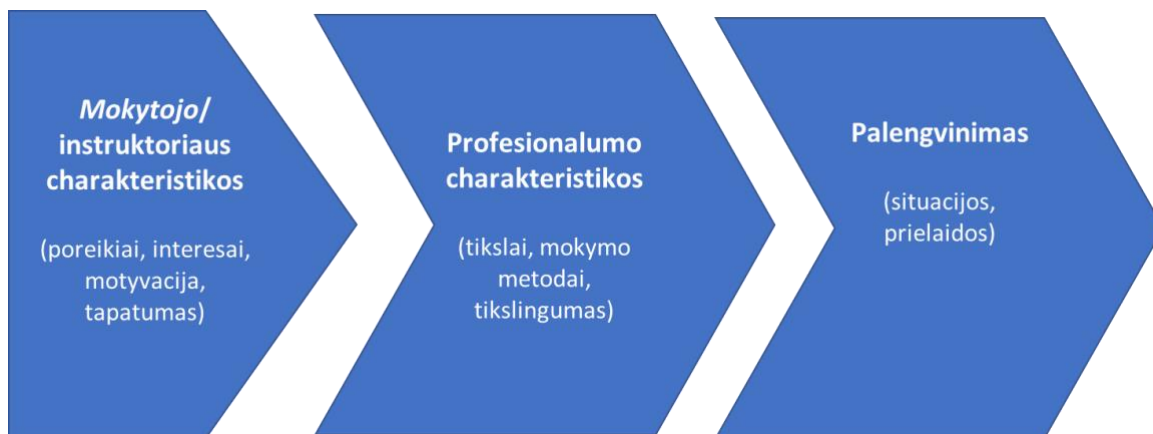 Mokytojo/
instruktoriaus
charakteristikos
(poreikiai, interesai,
motyvacija,
tapatumas)
Profesionalumo
charakteristikos
(tikslai, mokymo
metodai,
tikslingumas)
Palengvinimas
(situacijos,
prielaidos)